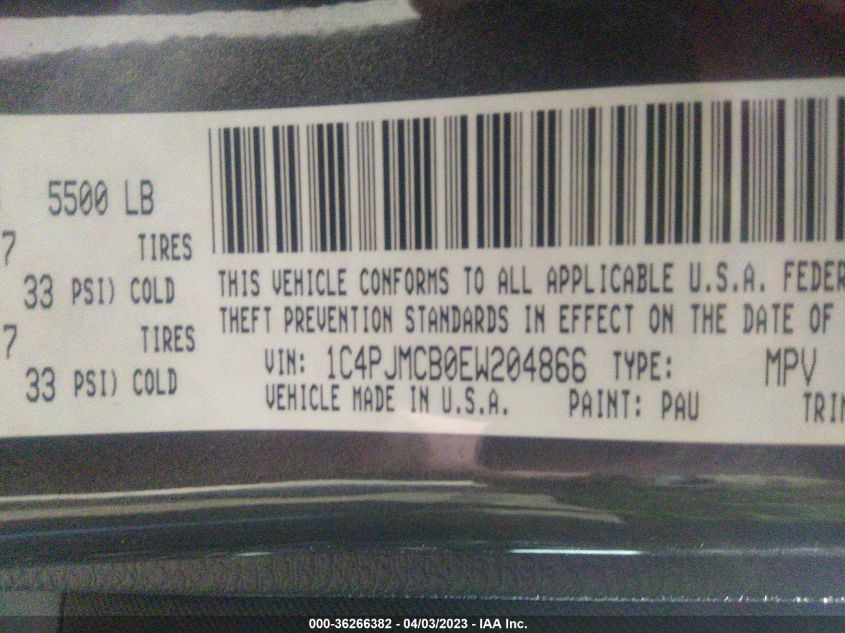 5500 LB
7 TIRES
33 PSI) COLD
7 TIRES
33 PSI) COLD
THIS VEHICLE CONFORMS TO ALL APPLICABLE U.S.A. FEDER
THEFT PREVENTION STANDARDS IN EFFECT ON THE DATE OF
VIN: 1C4PJMCB0EW204866 TYPE: MPV
VEHICLE MADE IN U.S.A. PAINT: PAU TRIM
000-36266382 - 04/03/2023 - IAA Inc.